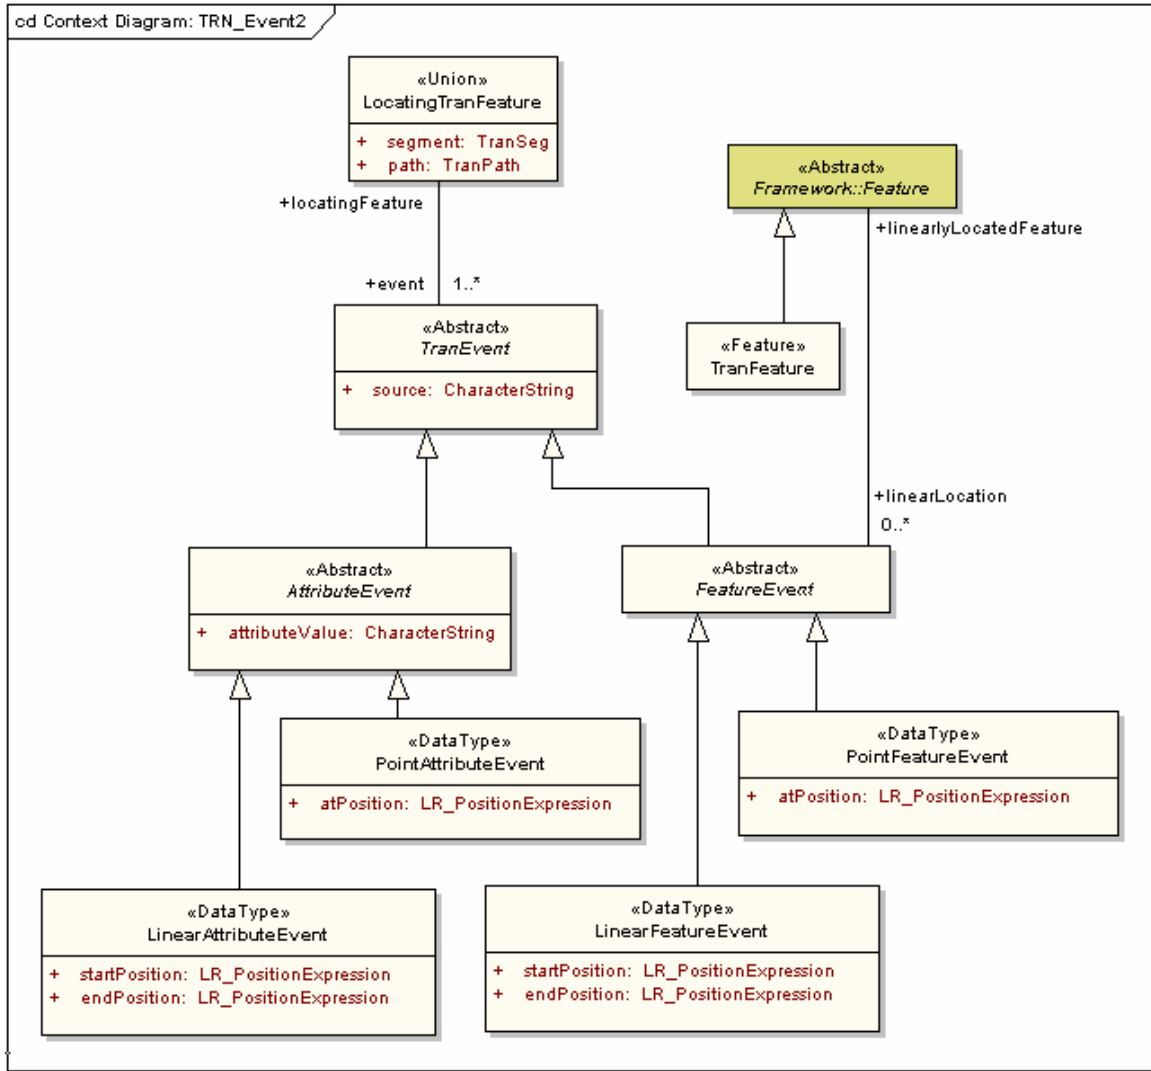 cd Context Diagram: TRN_Event2
«Union»
LocatingTranFeature
+ segment: TranSeg
+ path: TranPath
«Abstract»
Framework::Feature
+locatingFeature
+linearlyLocatedFeature
+event 1..*
«Abstract»
TranEvent
+ source: CharacterString
«Feature»
TranFeature
+linearLocation
0..*
«Abstract»
AttributeEvent
+ attributeValue: CharacterString
«Abstract»
FeatureEvent
«DataType»
PointAttributeEvent
+ atPosition: LR_PositionExpression
«DataType»
PointFeatureEvent
+ atPosition: LR_PositionExpression
«DataType»
LinearAttributeEvent
+ startPosition: LR_PositionExpression
+ endPosition: LR_PositionExpression
«DataType»
LinearFeatureEvent
+ startPosition: LR_PositionExpression
+ endPosition: LR_PositionExpression